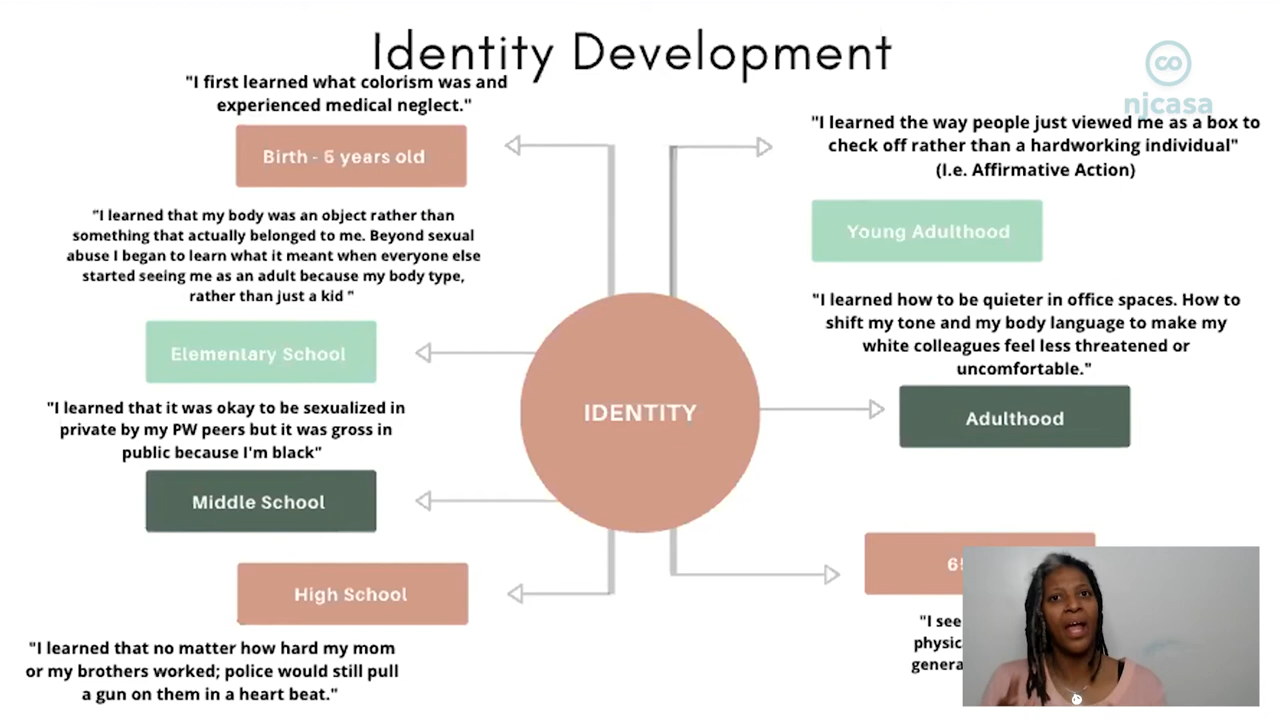 Identity Development
co
njcasa
"I first learned what colorism was and
experienced medical neglect."
Birth - 5 years old
"I learned that my body was an object rather than
something that actually belonged to me. Beyond sexual
abuse I began to learn what it meant when everyone else
started seeing me as an adult because my body type,
rather than just a kid "
Elementary School
"I learned that it was okay to be sexualized in
private by my PW peers but it was gross in
public because I'm black"
Middle School
High School
"I learned that no matter how hard my mom
or my brothers worked; police would still pull
a gun on them in a heart beat."
IDENTITY
"I learned the way people just viewed me as a box to
check off rather than a hardworking individual"
(I.e. Affirmative Action)
Young Adulthood
"I learned how to be quieter in office spaces. How to
shift my tone and my body language to make my
white colleagues feel less threatened or
uncomfortable."
Adulthood
"I see